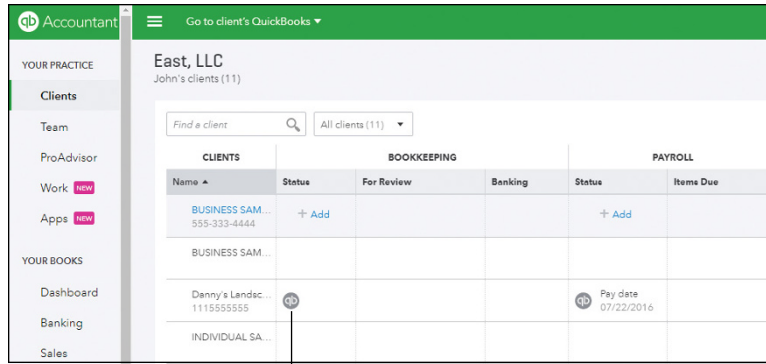 qb Accountant
Go to client's QuickBooks ▾
YOUR PRACTICE
Clients
Team
ProAdvisor
Work NEW
Apps NEW
YOUR BOOKS
Dashboard
Banking
Sales
East, LLC
John's clients (11)
Find a client
All clients (11) ▾
CLIENTS BOOKKEEPING PAYROLL
Name ▲ Status For Review Banking Status Items Due
BUSINESS SAM... + Add + Add
555-333-4444
BUSINESS SAM...
Danny's Landsc... qb qb Pay date
1115555555 07/22/2016
INDIVIDUAL SA...